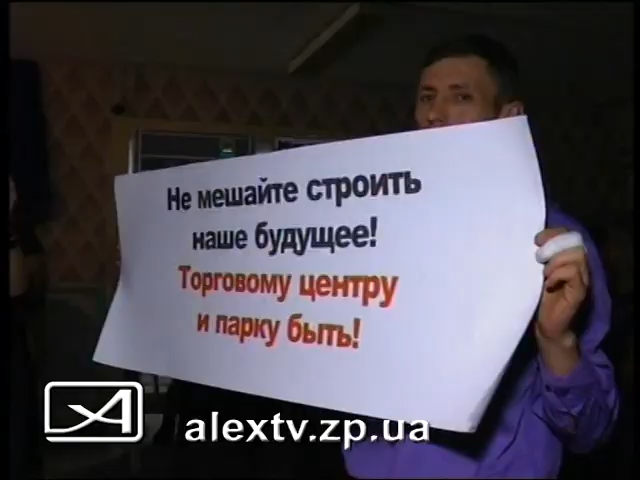 Не мешайте строить
наше будущее!
Торговому центру
и парку быть!
A
alextv.zp.ua